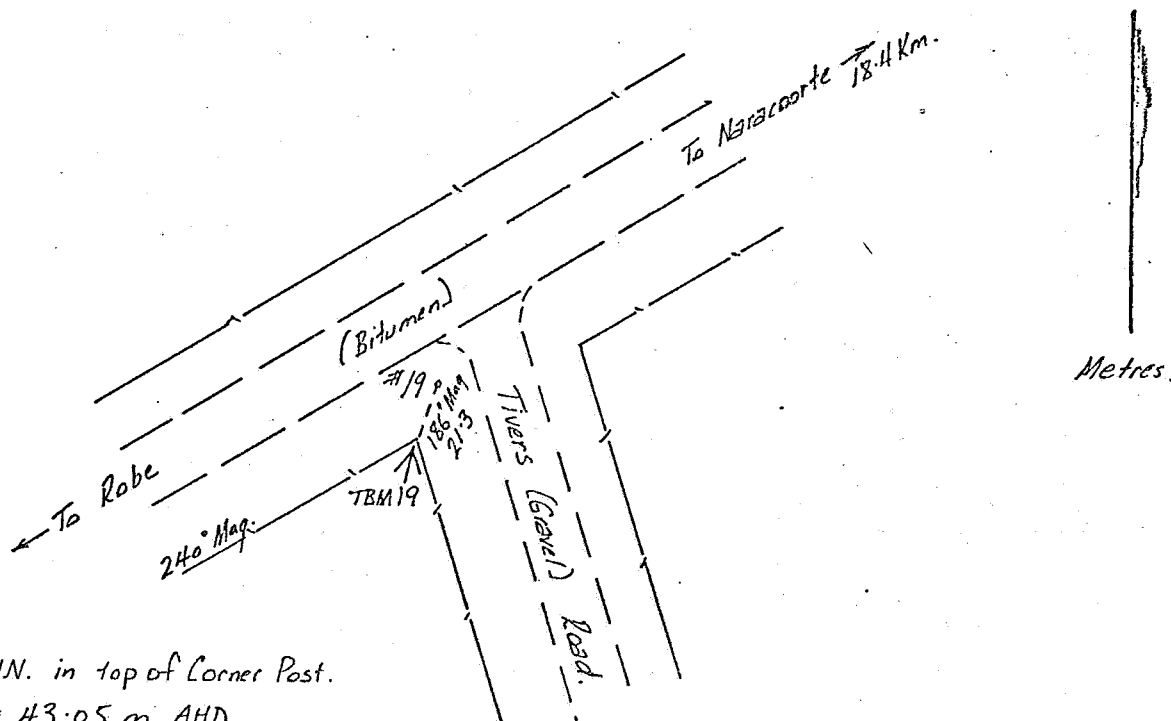 To Naracoorte
18.4 Km.
(Bitumen)
Metres.
#19
186° Mag
21.3
Tivers (Gravel) Road.
To Robe
TBM19
240° Mag.
in top of Corner Post.
43.05 m AHD